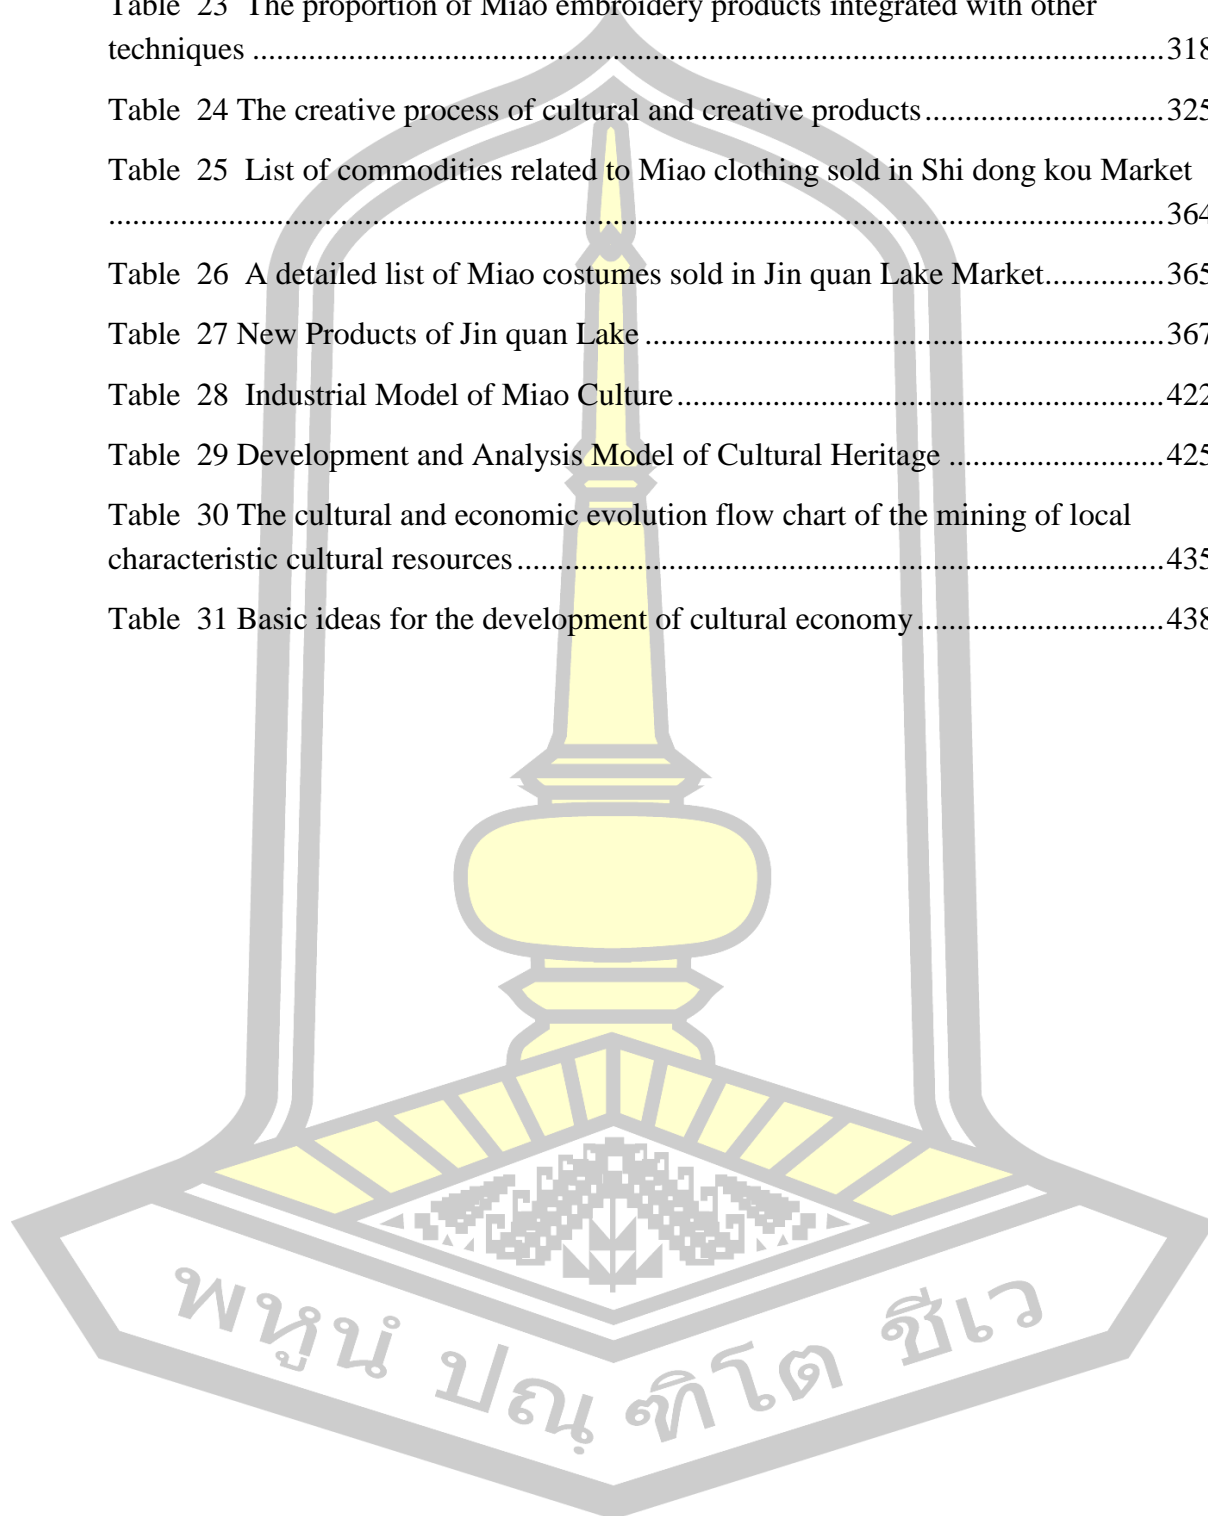 Table  23  The proportion of Miao embroidery products integrated with other
techniques ....................................................................................................................318
Table  24 The creative process of cultural and creative products..............................325
Table  25  List of commodities related to Miao clothing sold in Shi dong kou Market
....................................................................................................................................364
Table  26  A detailed list of Miao costumes sold in Jin quan Lake Market...............365
Table  27 New Products of Jin quan Lake .................................................................367
Table  28  Industrial Model of Miao Culture.............................................................422
Table  29 Development and Analysis Model of Cultural Heritage ...........................425
Table  30 The cultural and economic evolution flow chart of the mining of local
characteristic cultural resources.................................................................................435
Table  31 Basic ideas for the development of cultural economy...............................438
พหูนํ ปณฺฑิโต ชีเว